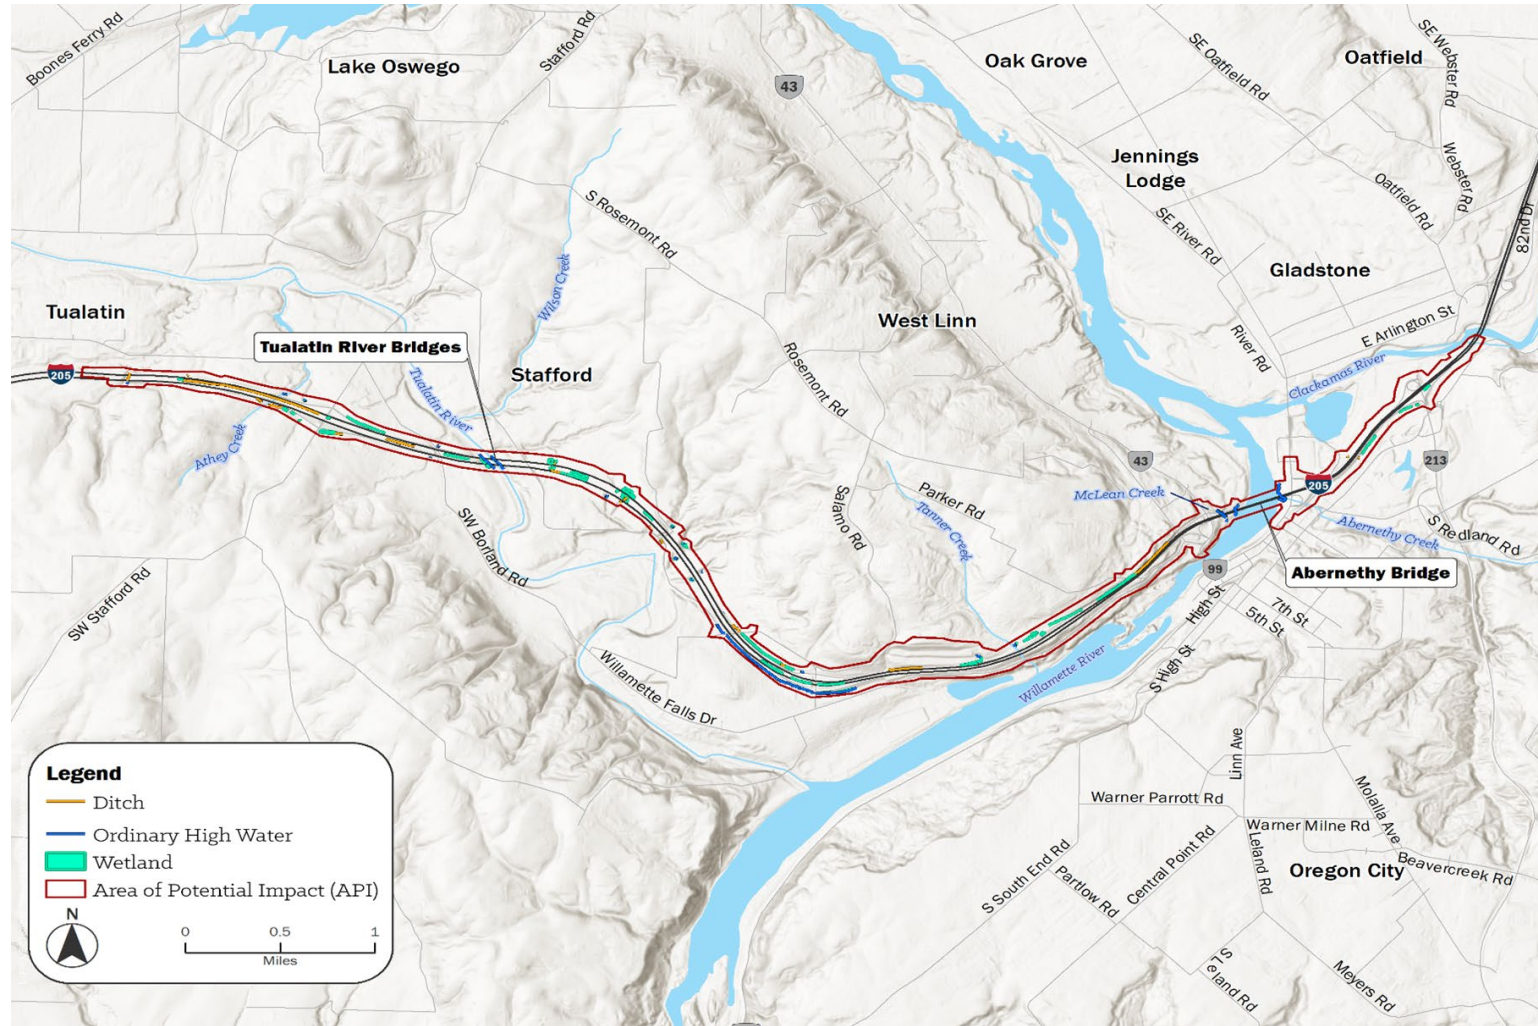 Boones Ferry Rd
Lake Oswego
Stafford Rd
43
Oak Grove
SE Oatfield Rd
Oatfield
SE Webster Rd
Jennings
Lodge
Webster Rd
Oatfield Rd
SE River Rd
82nd Dr
S Rosemont Rd
Wilson Creek
Gladstone
Tualatin
Tualatin River Bridges
West Linn
E Arlington St
River Rd
Clackamas River
205
Stafford
Tualatin River
Rosemont Rd
Athey Creek
43
213
205
McLean Creek
Parker Rd
Tanner Creek
Salamo Rd
Abernethy Creek
S Redland Rd
SW Borland Rd
Abernethy Bridge
99
SW Stafford Rd
High St
7th St
5th St
Willamette River
S High St
Willamette Falls Dr
Linn Ave
Molalla Ave
Warner Parrott Rd
Warner Milne Rd
Leland Rd
Central Point Rd
S South End Rd
Partlow Rd
Oregon City
Beavercreek Rd
S Leland Rd
Meyers Rd
Legend
Ditch
Ordinary High Water
Wetland
Area of Potential Impact (API)
N
0 0.5 1
Miles